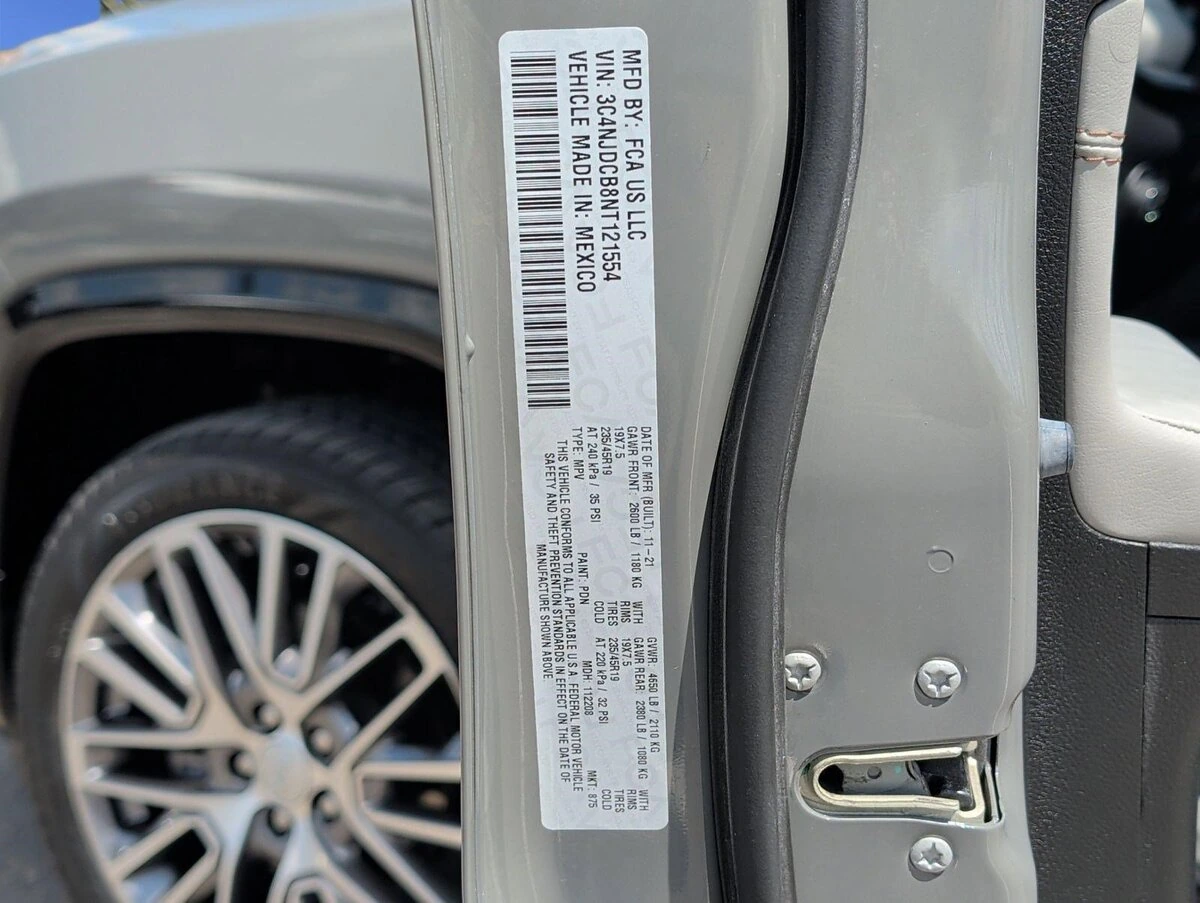 MFD BY: FCA US LLC
VIN: 3C4NJDCB8NT121554
VEHICLE MADE IN: MEXICO
DATE OF MFR (BUILT): 11-21 GVWR: 4650 LB / 2110 KG
GAWR FRONT: 2600 LB / 1180 KG WITH GAWR REAR: 2380 LB / 1080 KG WITH
19X7.5 RIMS 19X7.5 RIMS
235/45R19 TIRES 235/45R19 TIRES
AT 240 kPa / 35 PSI COLD AT 220 kPa / 32 PSI COLD
TYPE: MPV PAINT: PDN MDH: 112208 MKT: 875
THIS VEHICLE CONFORMS TO ALL APPLICABLE U.S.A. FEDERAL MOTOR VEHICLE
SAFETY AND THEFT PREVENTION STANDARDS IN EFFECT ON THE DATE OF
MANUFACTURE SHOWN ABOVE.